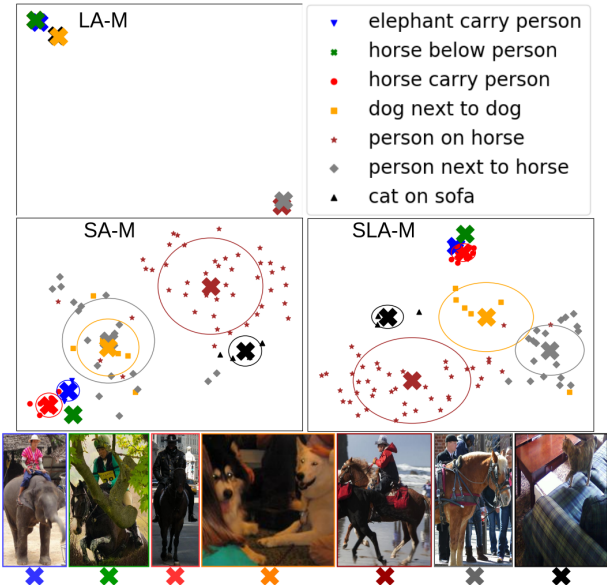 LA-M
elephant carry person
horse below person
horse carry person
dog next to dog
person on horse
person next to horse
cat on sofa
SA-M
SLA-M